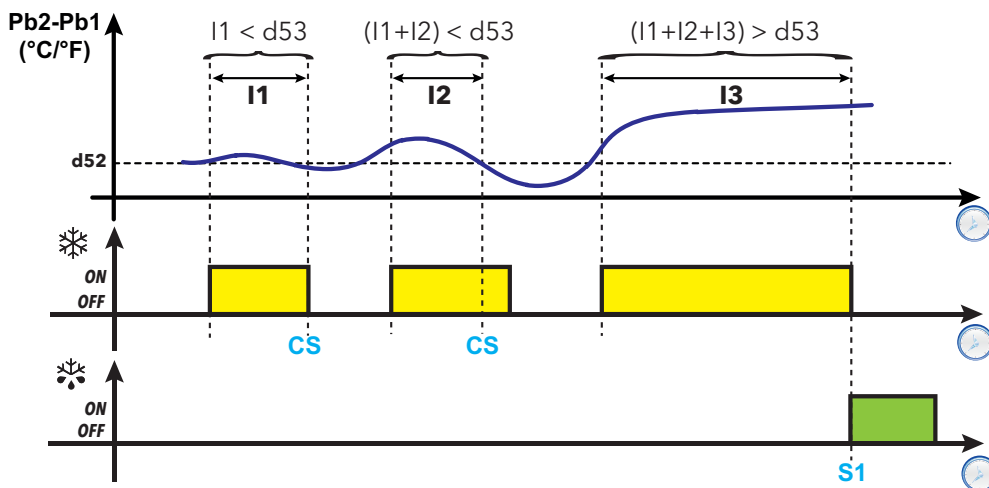 Pb2-Pb1
(°C/°F)
I1 < d53
(I1+I2) < d53
(I1+I2+I3) > d53
I1
I2
I3
d52
ON
OFF
CS
CS
ON
OFF
S1